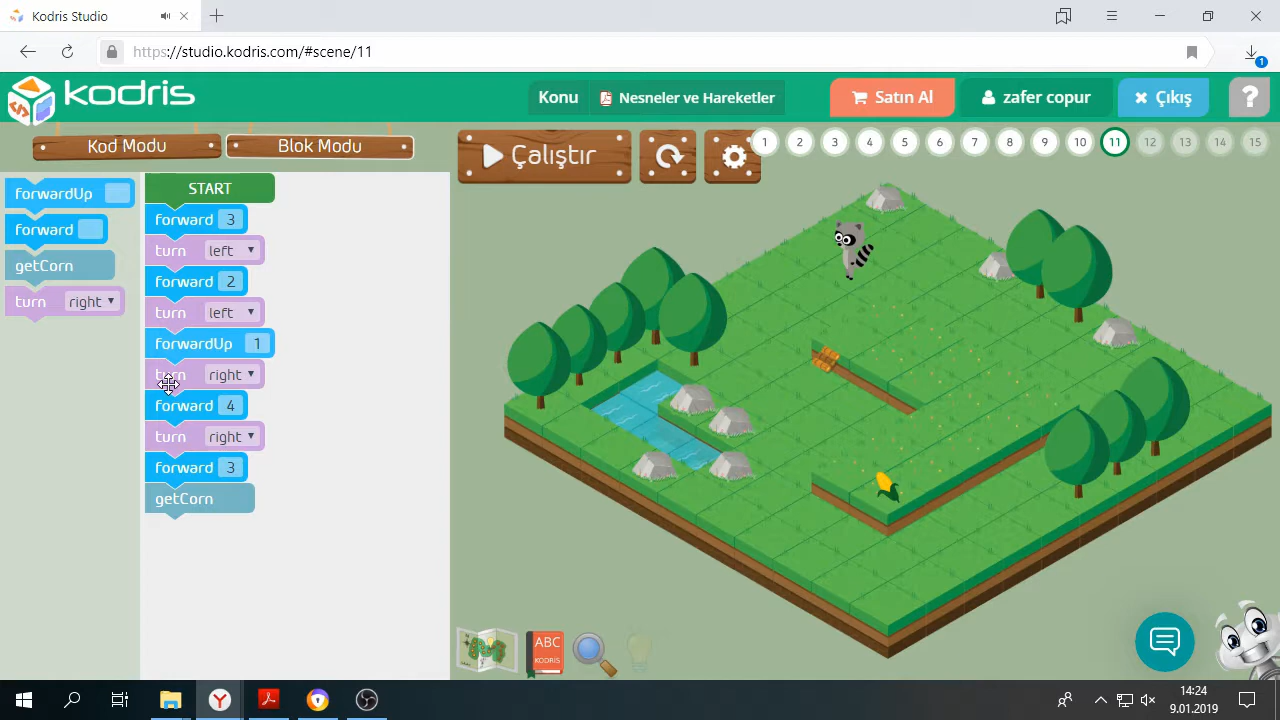 Kodris Studio
https://studio.kodris.com/#scene/11
1
kodris
Konu
Nesneler ve Hareketler
Satın Al
zafer copur
Çıkış
?
Kod Modu
Blok Modu
Çalıştır
1 2 3 4 5 6 7 8 9 10 11 12 13 14 15
forwardUp
forward
getCorn
turn right
START
forward 3
turn left
forward 2
turn left
forwardUp 1
turn right
forward 4
turn right
forward 3
getCorn
ABC
KODRIS
14:24
9.01.2019